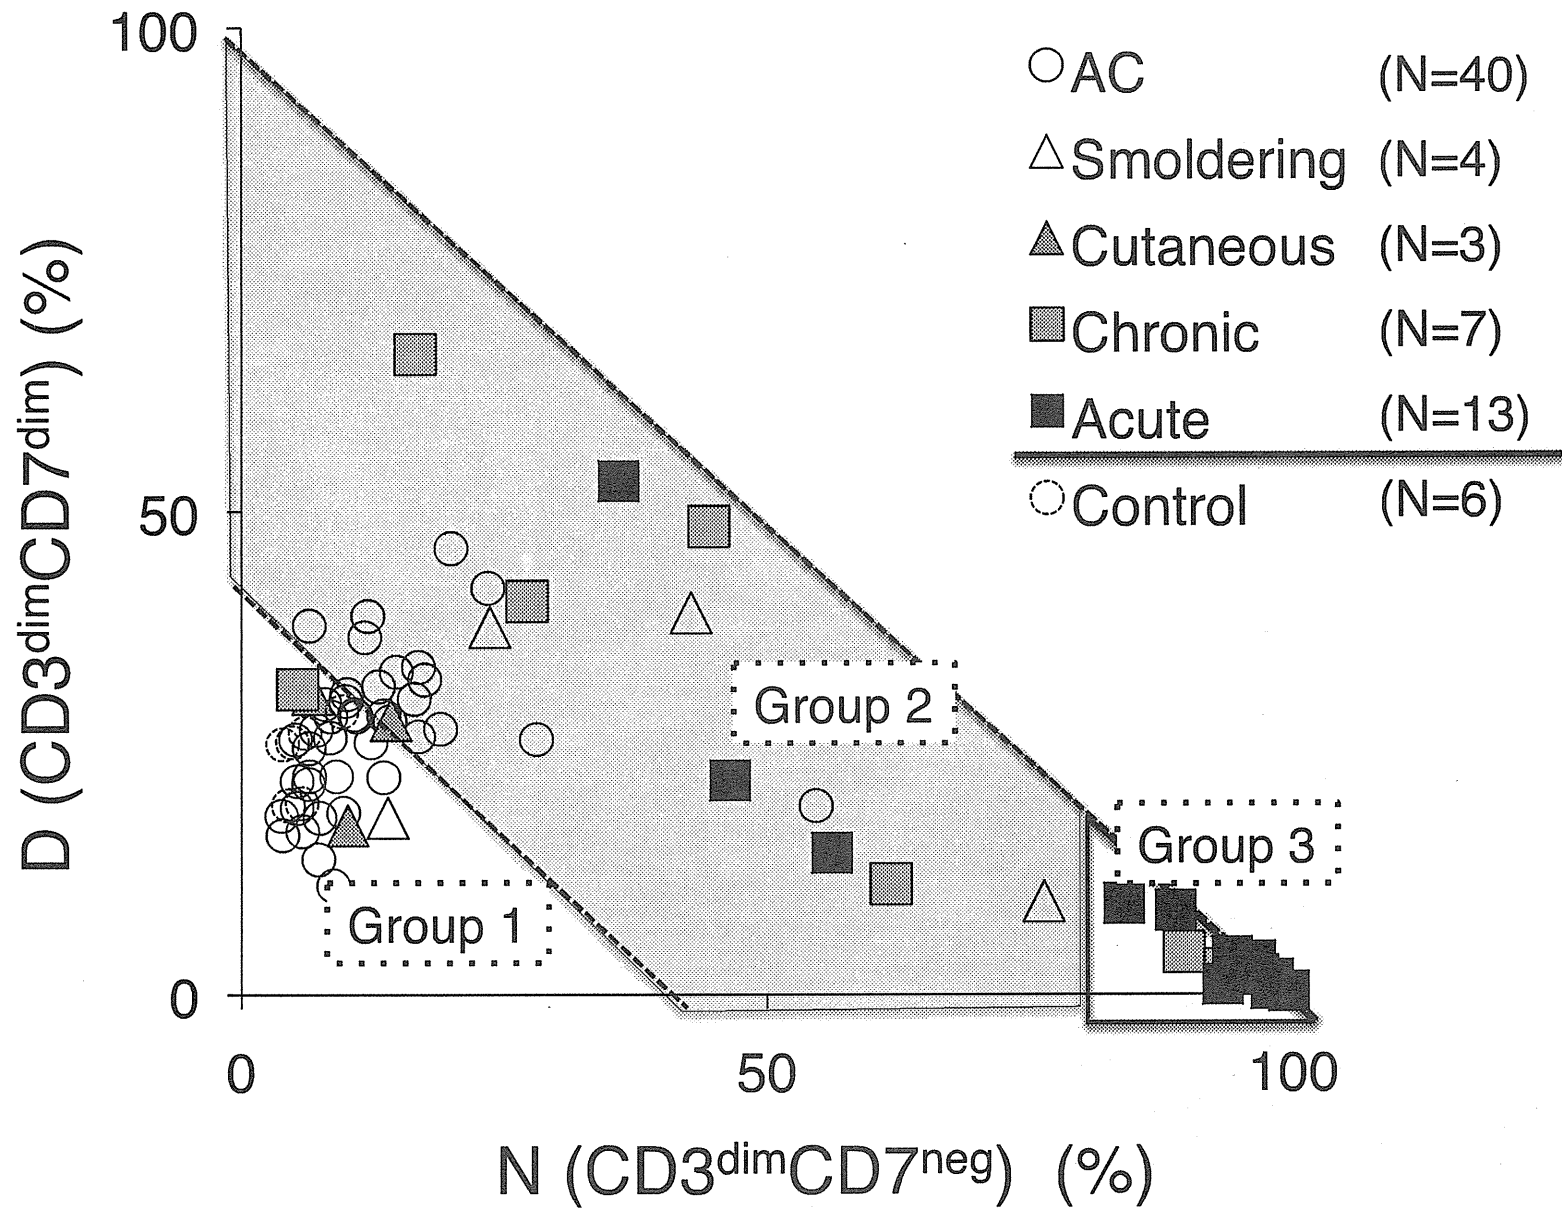 100
50
0
D (CD3dimCD7dim) (%)
AC (N=40)
Smoldering (N=4)
Cutaneous (N=3)
Chronic (N=7)
Acute (N=13)
Control (N=6)
Group 2
Group 3
Group 1
0 50 100
N (CD3dimCD7neg) (%)